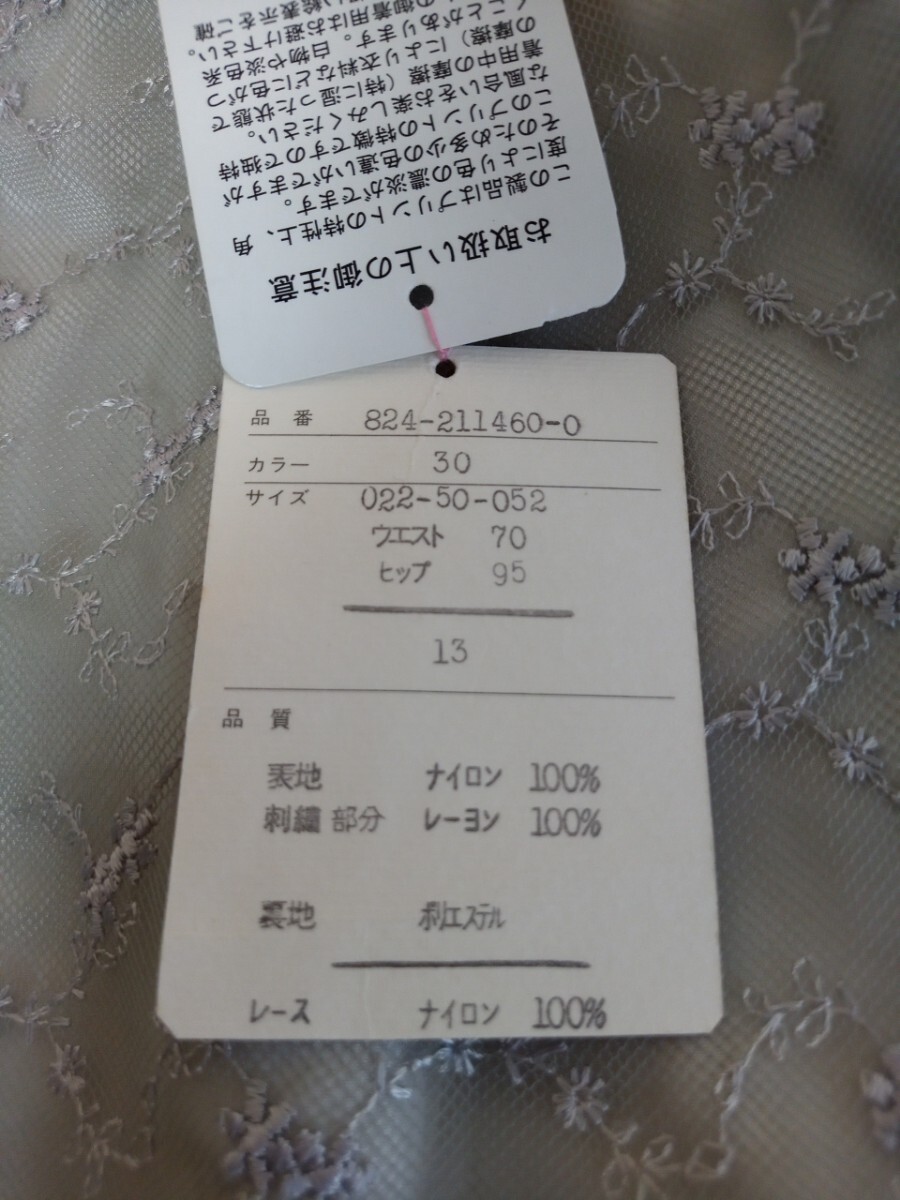 お取扱い上の御注意
この製品はプリントの特性上、角
度により色の濃淡がでます。
そのため多少の色の違いがでますが
このプリントの特徴ですので独特
な風合いをお楽しみください。
着用中の摩擦（特に湿った状態で
の摩擦）により衣料などに色がつ
くことがあります。白物や淡色系
の御着用はお避け下さい。
い絵表示をご確
品番 824-211460-0
カラー 30
サイズ 022-50-052
ウエスト 70
ヒップ 95
13
品質
表地 ナイロン 100%
刺繍部分 レーヨン 100%
裏地 ポリエステル
レース ナイロン 100%